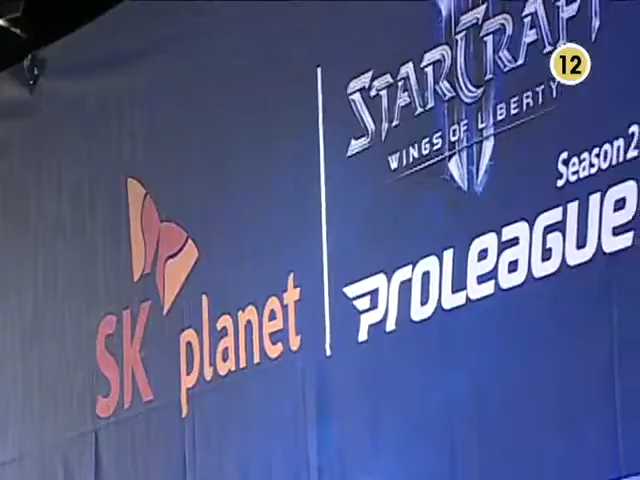 STARCRAFT
II
WINGS OF LIBERTY
12
Season 2
PROLEAGUE
SK planet